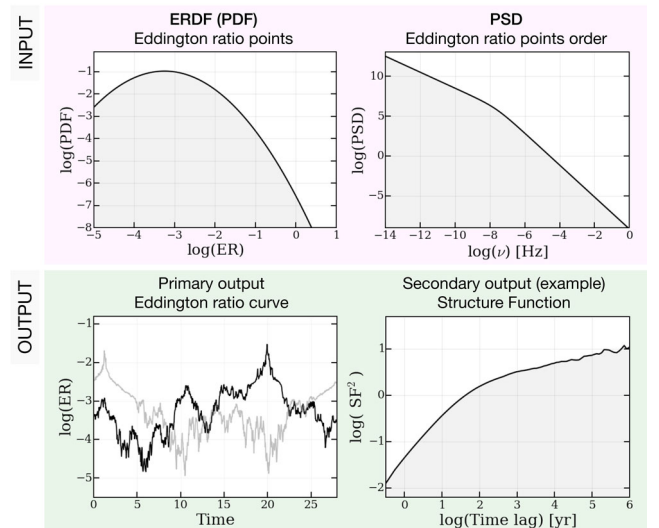 INPUT
ERDF (PDF)
Eddington ratio points
log(PDF)
−1
−2
−3
−4
−5
−6
−7
−8
−5 −4 −3 −2 −1 0 1
log(ER)
PSD
Eddington ratio points order
log(PSD)
10
5
0
−5
−14 −12 −10 −8 −6 −4 −2 0
log(ν) [Hz]
OUTPUT
Primary output
Eddington ratio curve
log(ER)
−1
−2
−3
−4
−5
0 5 10 15 20 25
Time
Secondary output (example)
Structure Function
log( SF² )
1
0
−1
−2
0 1 2 3 4 5 6
log(Time lag) [yr]